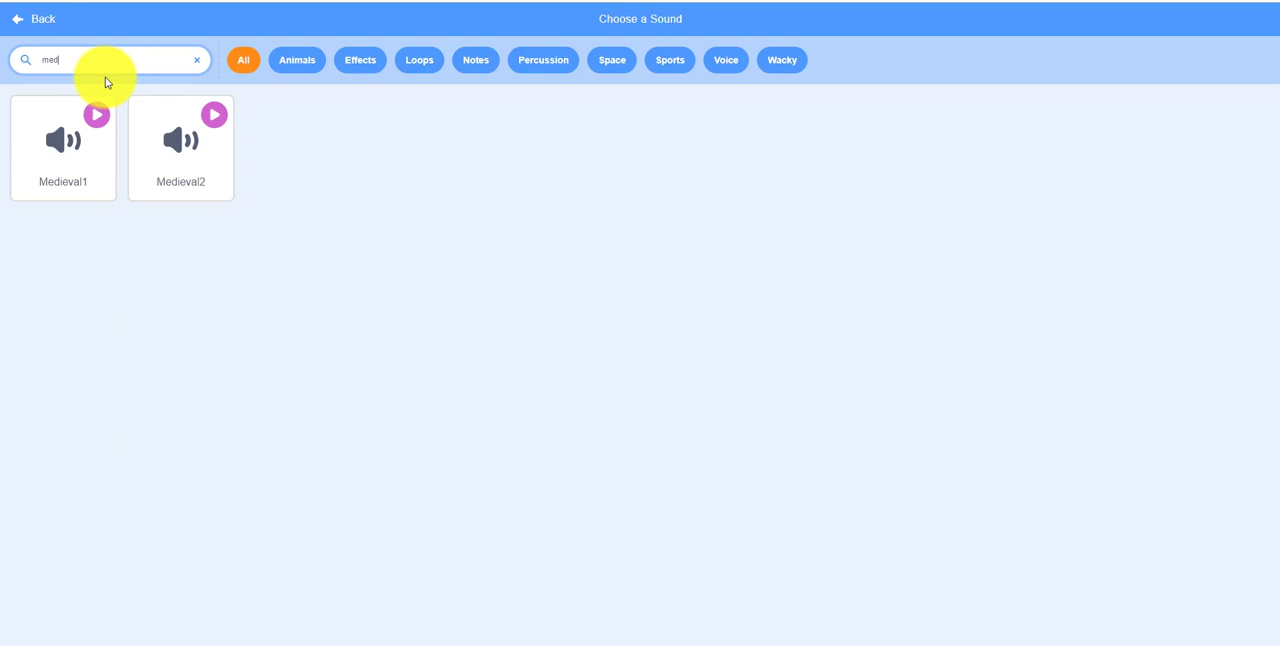 Back
Choose a Sound
med
All
Animals
Effects
Loops
Notes
Percussion
Space
Sports
Voice
Wacky
Medieval1
Medieval2